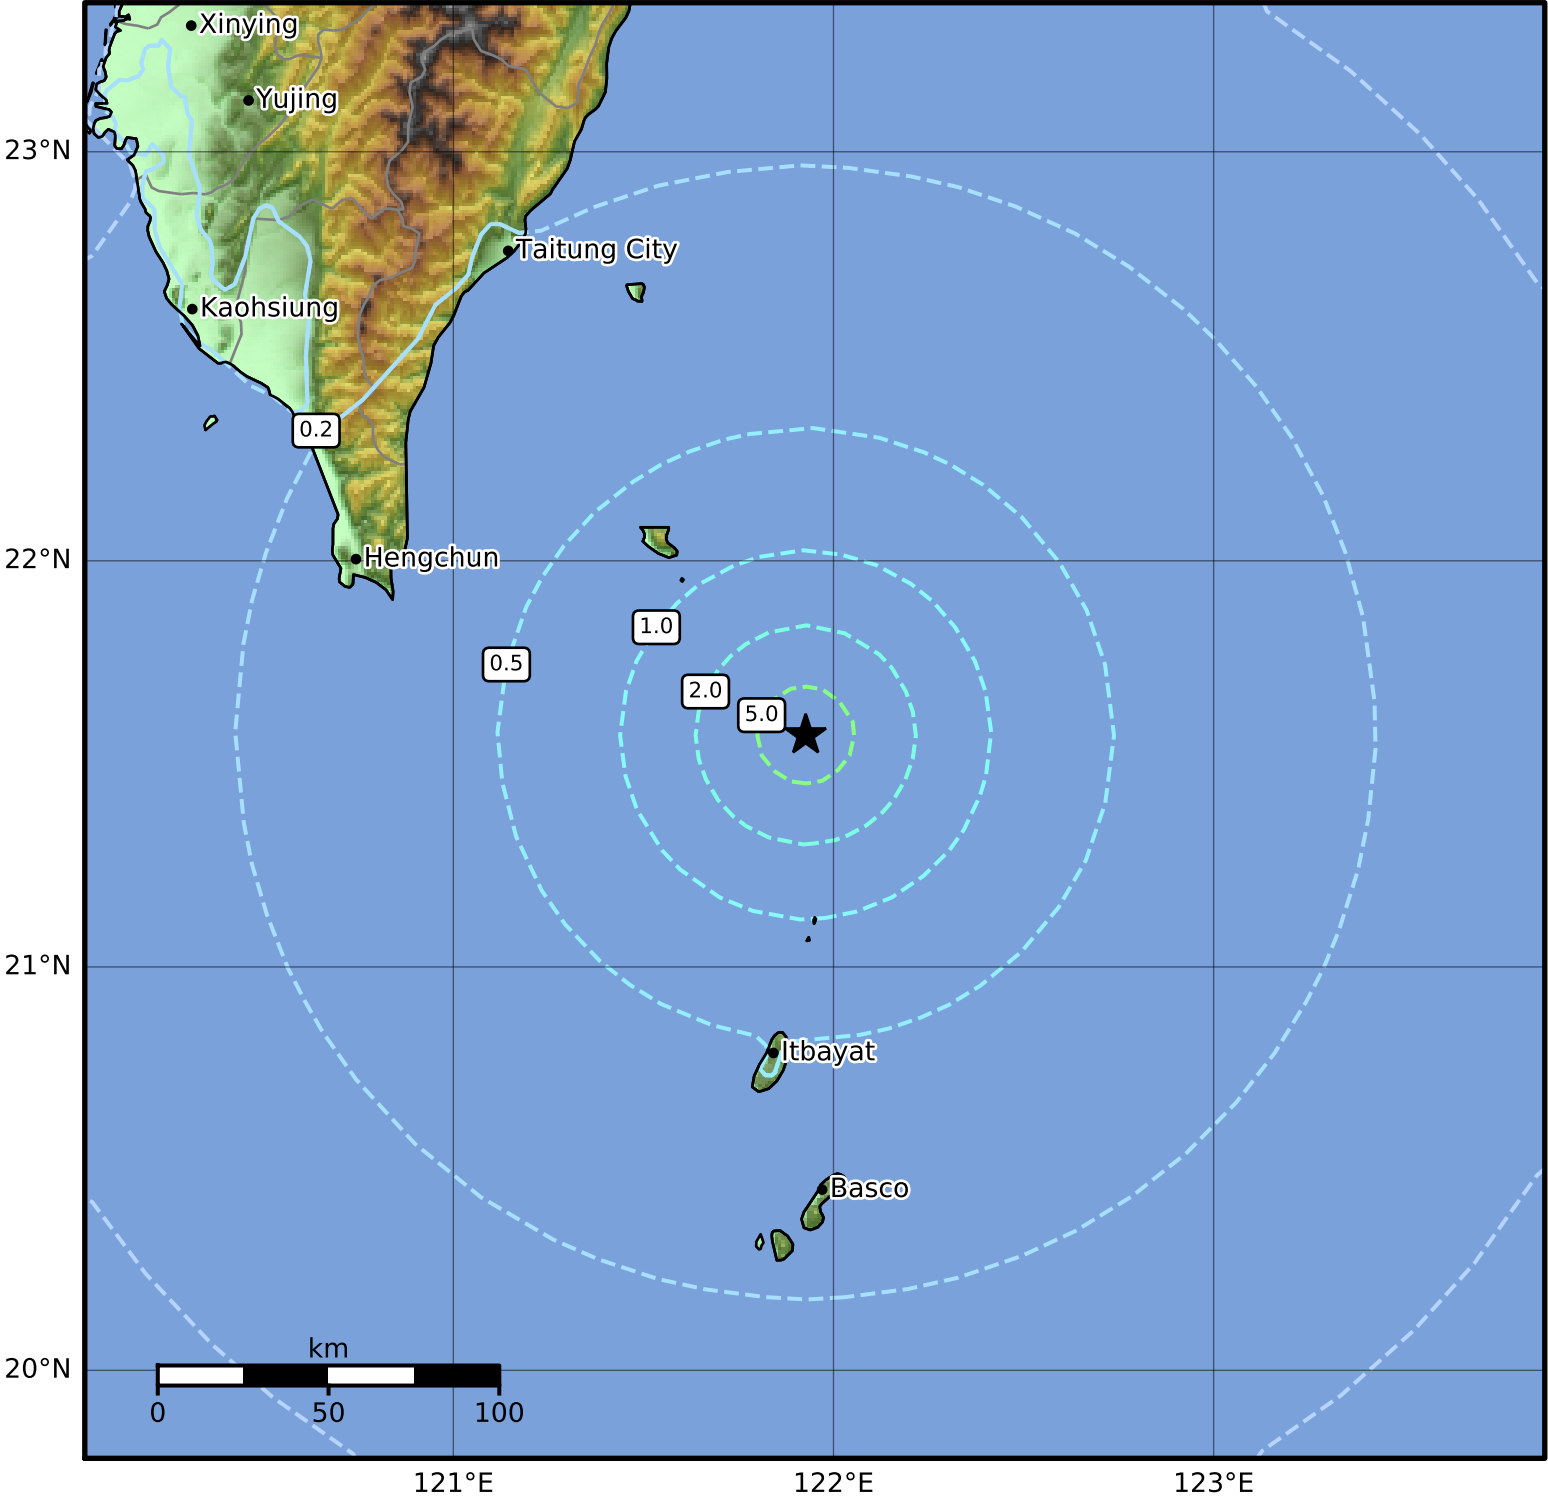 Xinying
Yujing
23°N
Taitung City
Kaohsiung
0.2
22°N
Hengchun
1.0
0.5
2.0
5.0
21°N
Itbayat
Basco
km
20°N
0 50 100
121°E 122°E 123°E